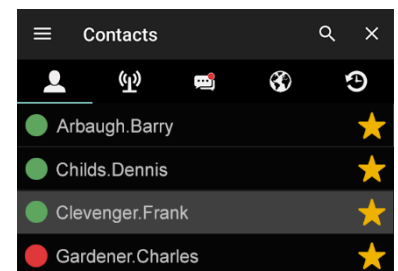 Contacts
Arbaugh.Barry
Childs.Dennis
Clevenger.Frank
Gardener.Charles